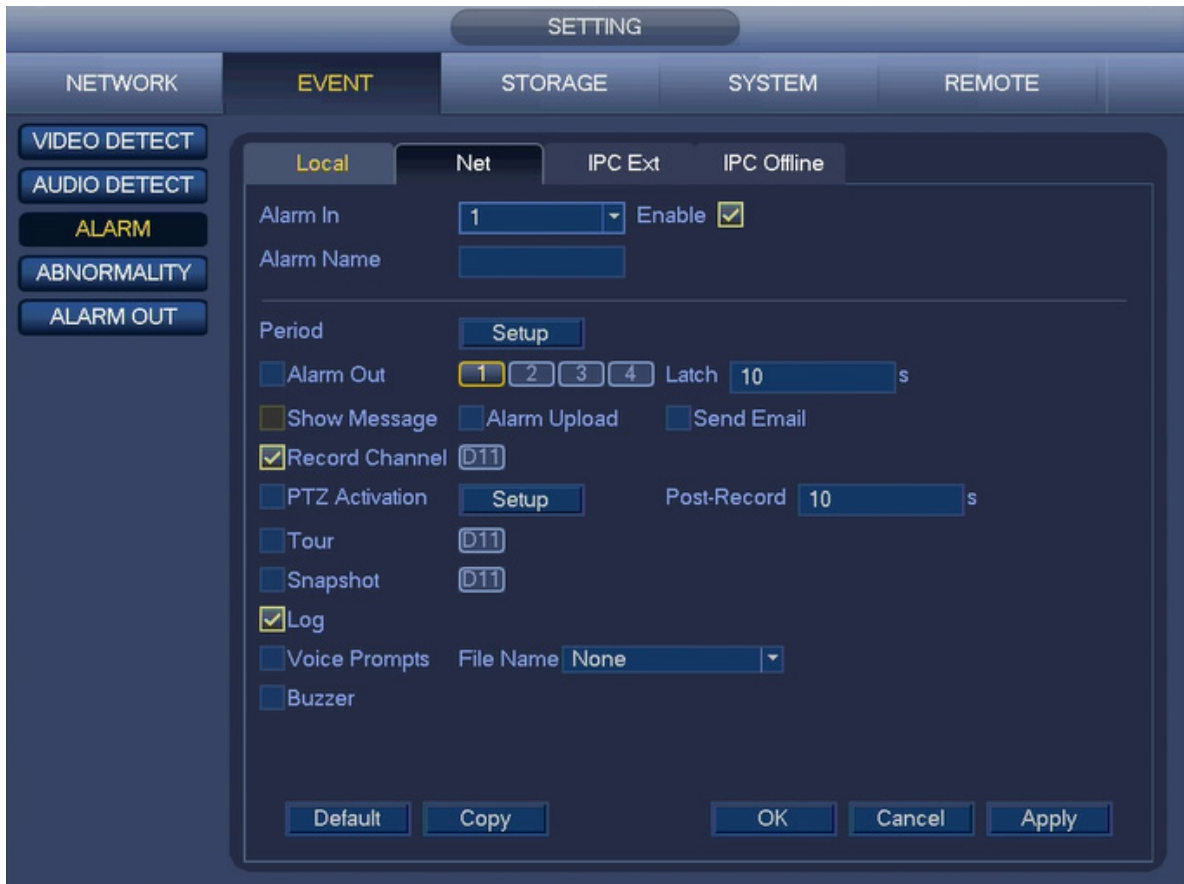 SETTING
NETWORK EVENT STORAGE SYSTEM REMOTE
VIDEO DETECT
AUDIO DETECT
ALARM
ABNORMALITY
ALARM OUT
Local Net IPC Ext IPC Offline
Alarm In 1 Enable
Alarm Name
Period Setup
Alarm Out 1 2 3 4 Latch 10 s
Show Message Alarm Upload Send Email
Record Channel D11
PTZ Activation Setup Post-Record 10 s
Tour D11
Snapshot D11
Log
Voice Prompts File Name None
Buzzer
Default Copy OK Cancel Apply